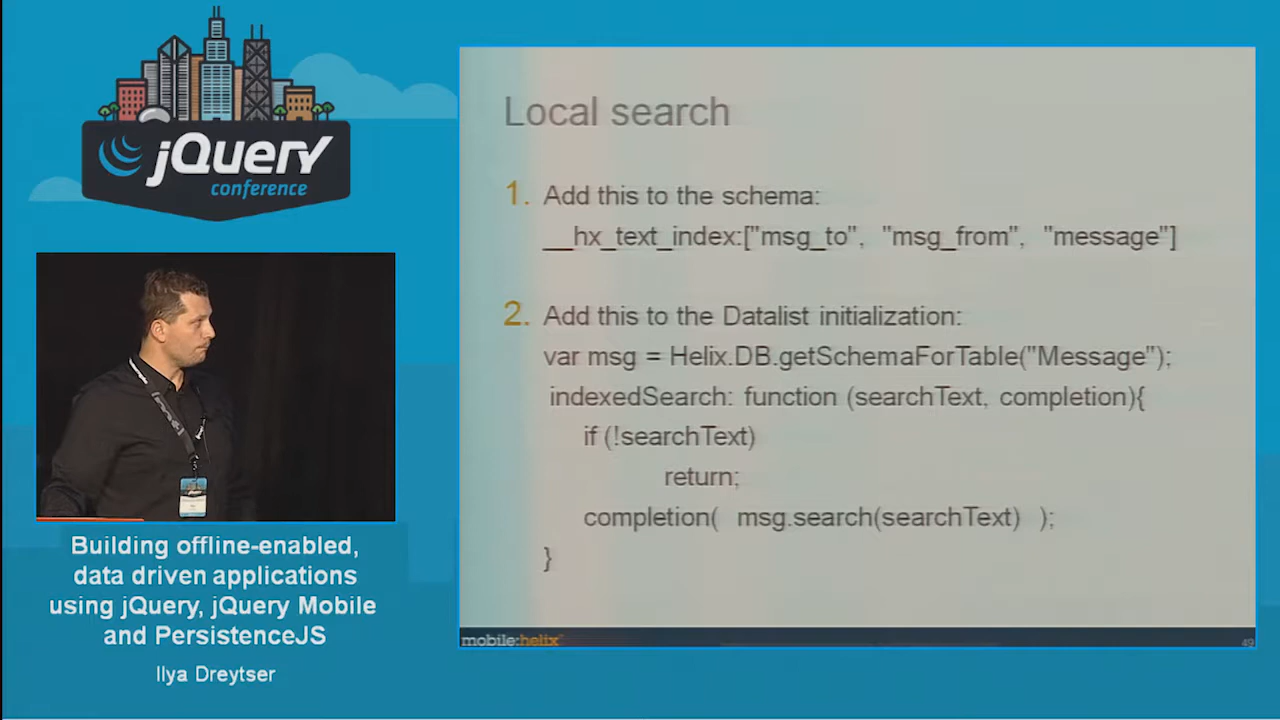 jQuery
conference
Building offline-enabled,
data driven applications
using jQuery, jQuery Mobile
and PersistenceJS
Ilya Dreytser
Local search
1. Add this to the schema:
__hx_text_index:["msg_to", "msg_from", "message"]
2. Add this to the Datalist initialization:
var msg = Helix.DB.getSchemaForTable("Message");
indexedSearch: function (searchText, completion){
if (!searchText)
return;
completion( msg.search(searchText) );
}
mobile:helix
49